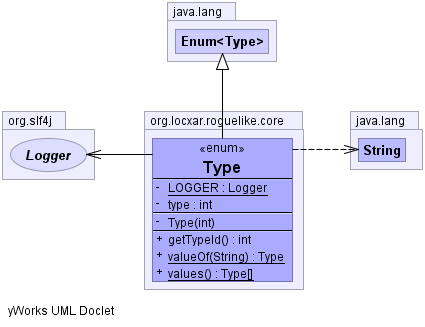 java.lang
Enum<Type>
org.slf4j
Logger
org.locxar.roguelike.core
«enum»
Type
- LOGGER : Logger
- type : int
- Type(int)
+ getTypeId() : int
+ valueOf(String) : Type
+ values() : Type[]
java.lang
String
yWorks UML Doclet